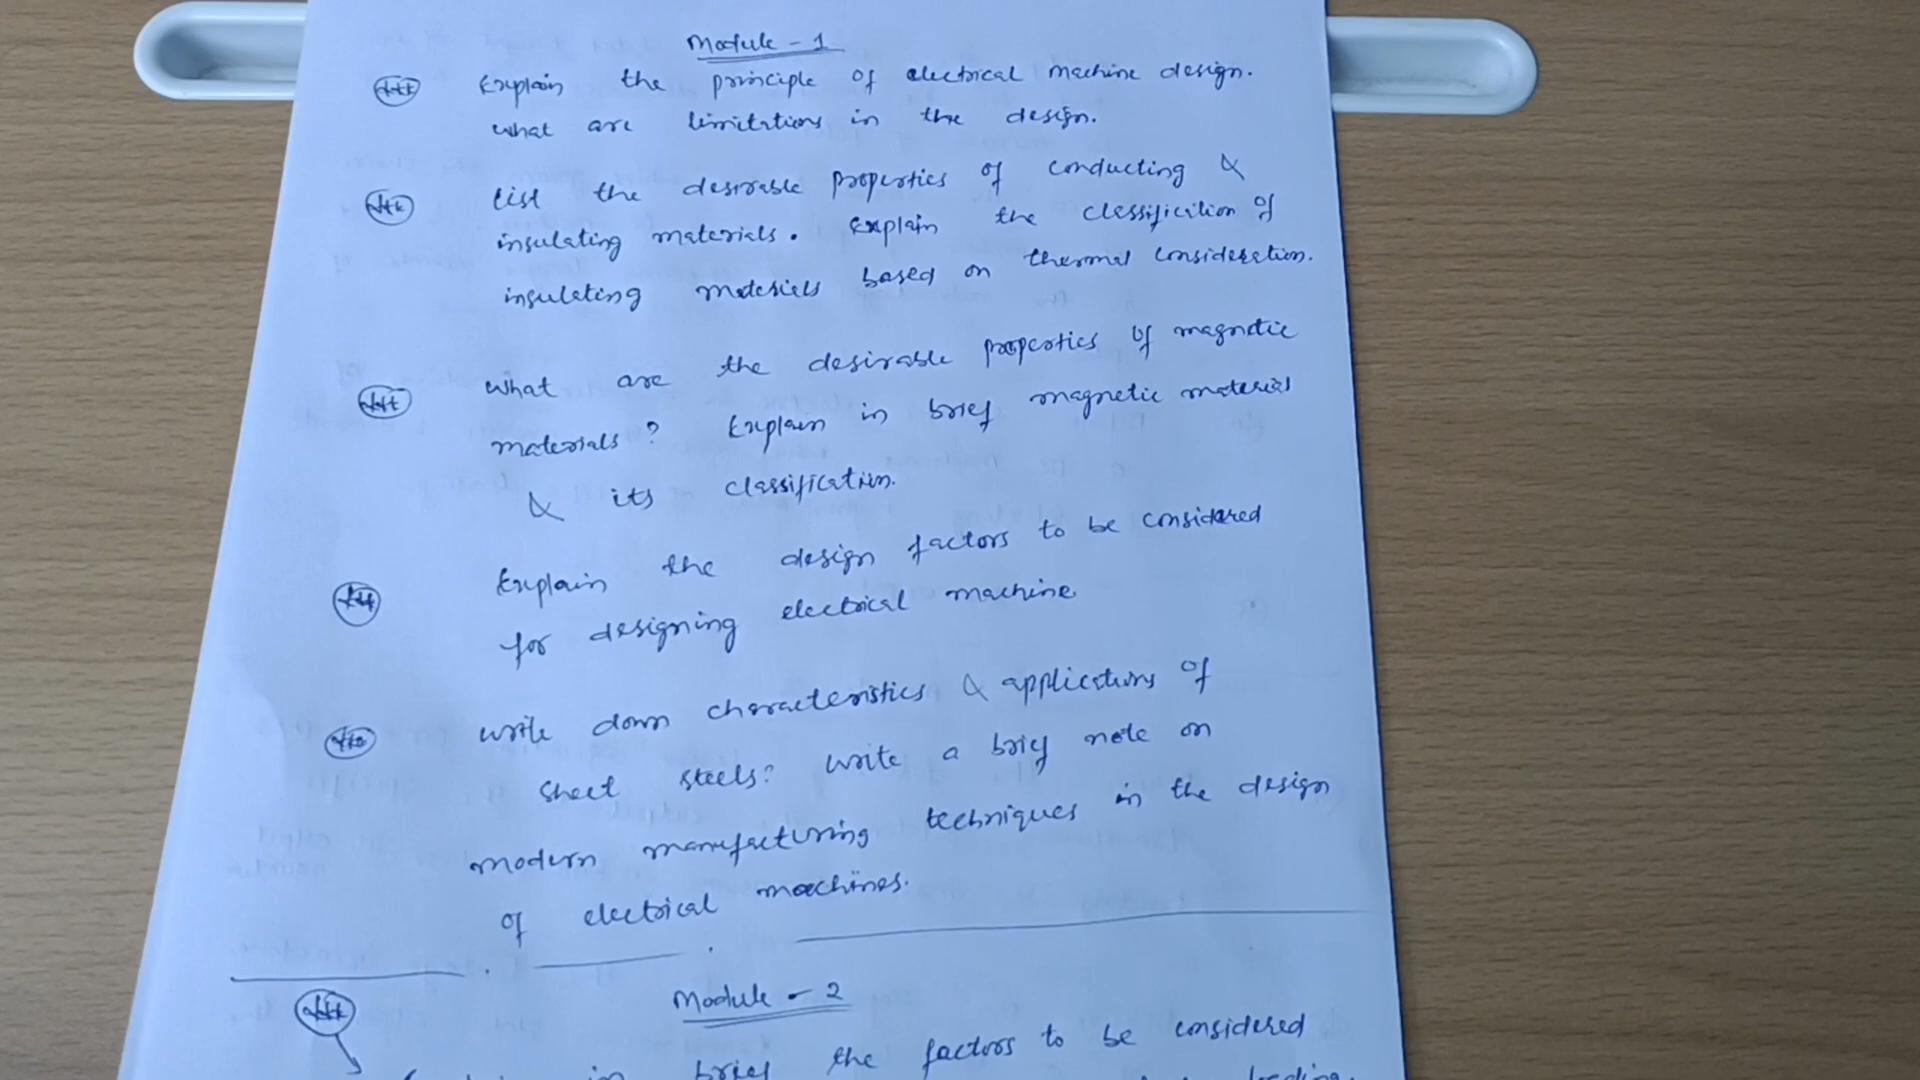 Module - 1
Explain the principle of electrical machine design.
what are limitations in the design.
List the desirable properties of conducting &
insulating materials. Explain the classification of
insulating materials based on thermal consideration.
what are the desirable properties of magnetic
materials? Explain in brief magnetic material
& its classification.
Explain the design factors to be considered
for designing electrical machine
write down characteristics & applications of
sheet steels? write a brief note on
modern manufacturing techniques in the design
of electrical machines.
Module - 2
in brief the factors to be considered
loading.